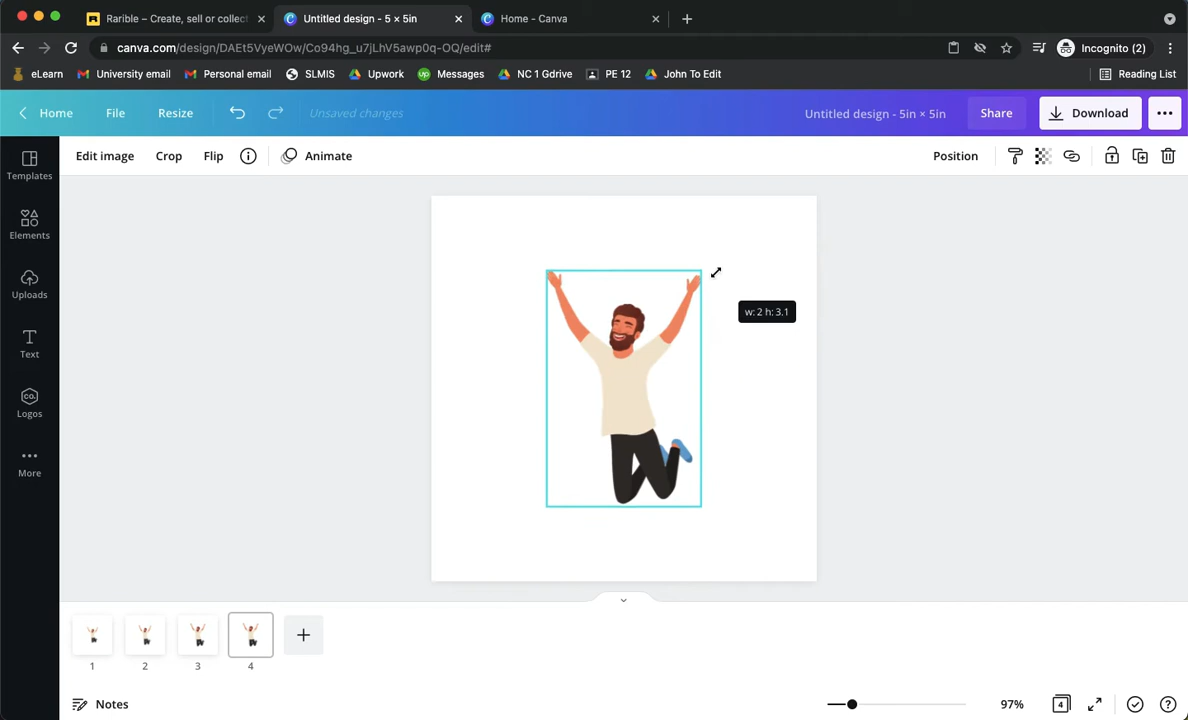 Rarible – Create, sell or collec
Untitled design - 5 × 5in
Home - Canva
canva.com/design/DAEt5VyeWOw/Co94hg_u7jLhV5awp0q-OQ/edit#
Incognito (2)
eLearn
University email
Personal email
SLMIS
Upwork
Messages
NC 1 Gdrive
PE 12
John To Edit
Reading List
Home
File
Resize
Unsaved changes
Untitled design - 5in × 5in
Share
Download
Edit image
Crop
Flip
Animate
Position
Templates
Elements
Uploads
Text
CO.
Logos
More
w: 2 h: 3.1
1
2
3
4
Notes
97%
4